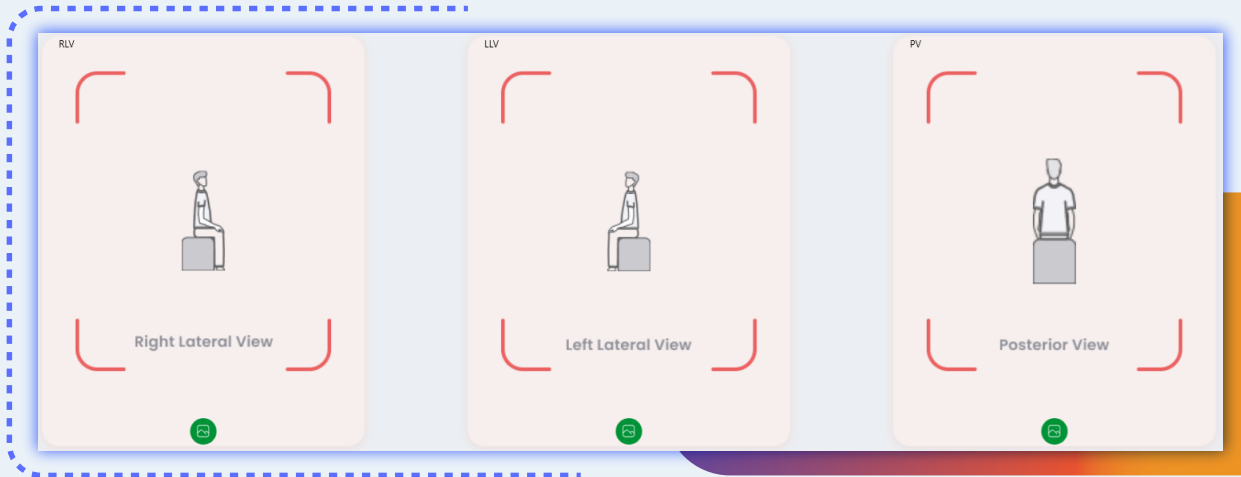 RLV
LLV
PV
Right Lateral View
Left Lateral View
Posterior View